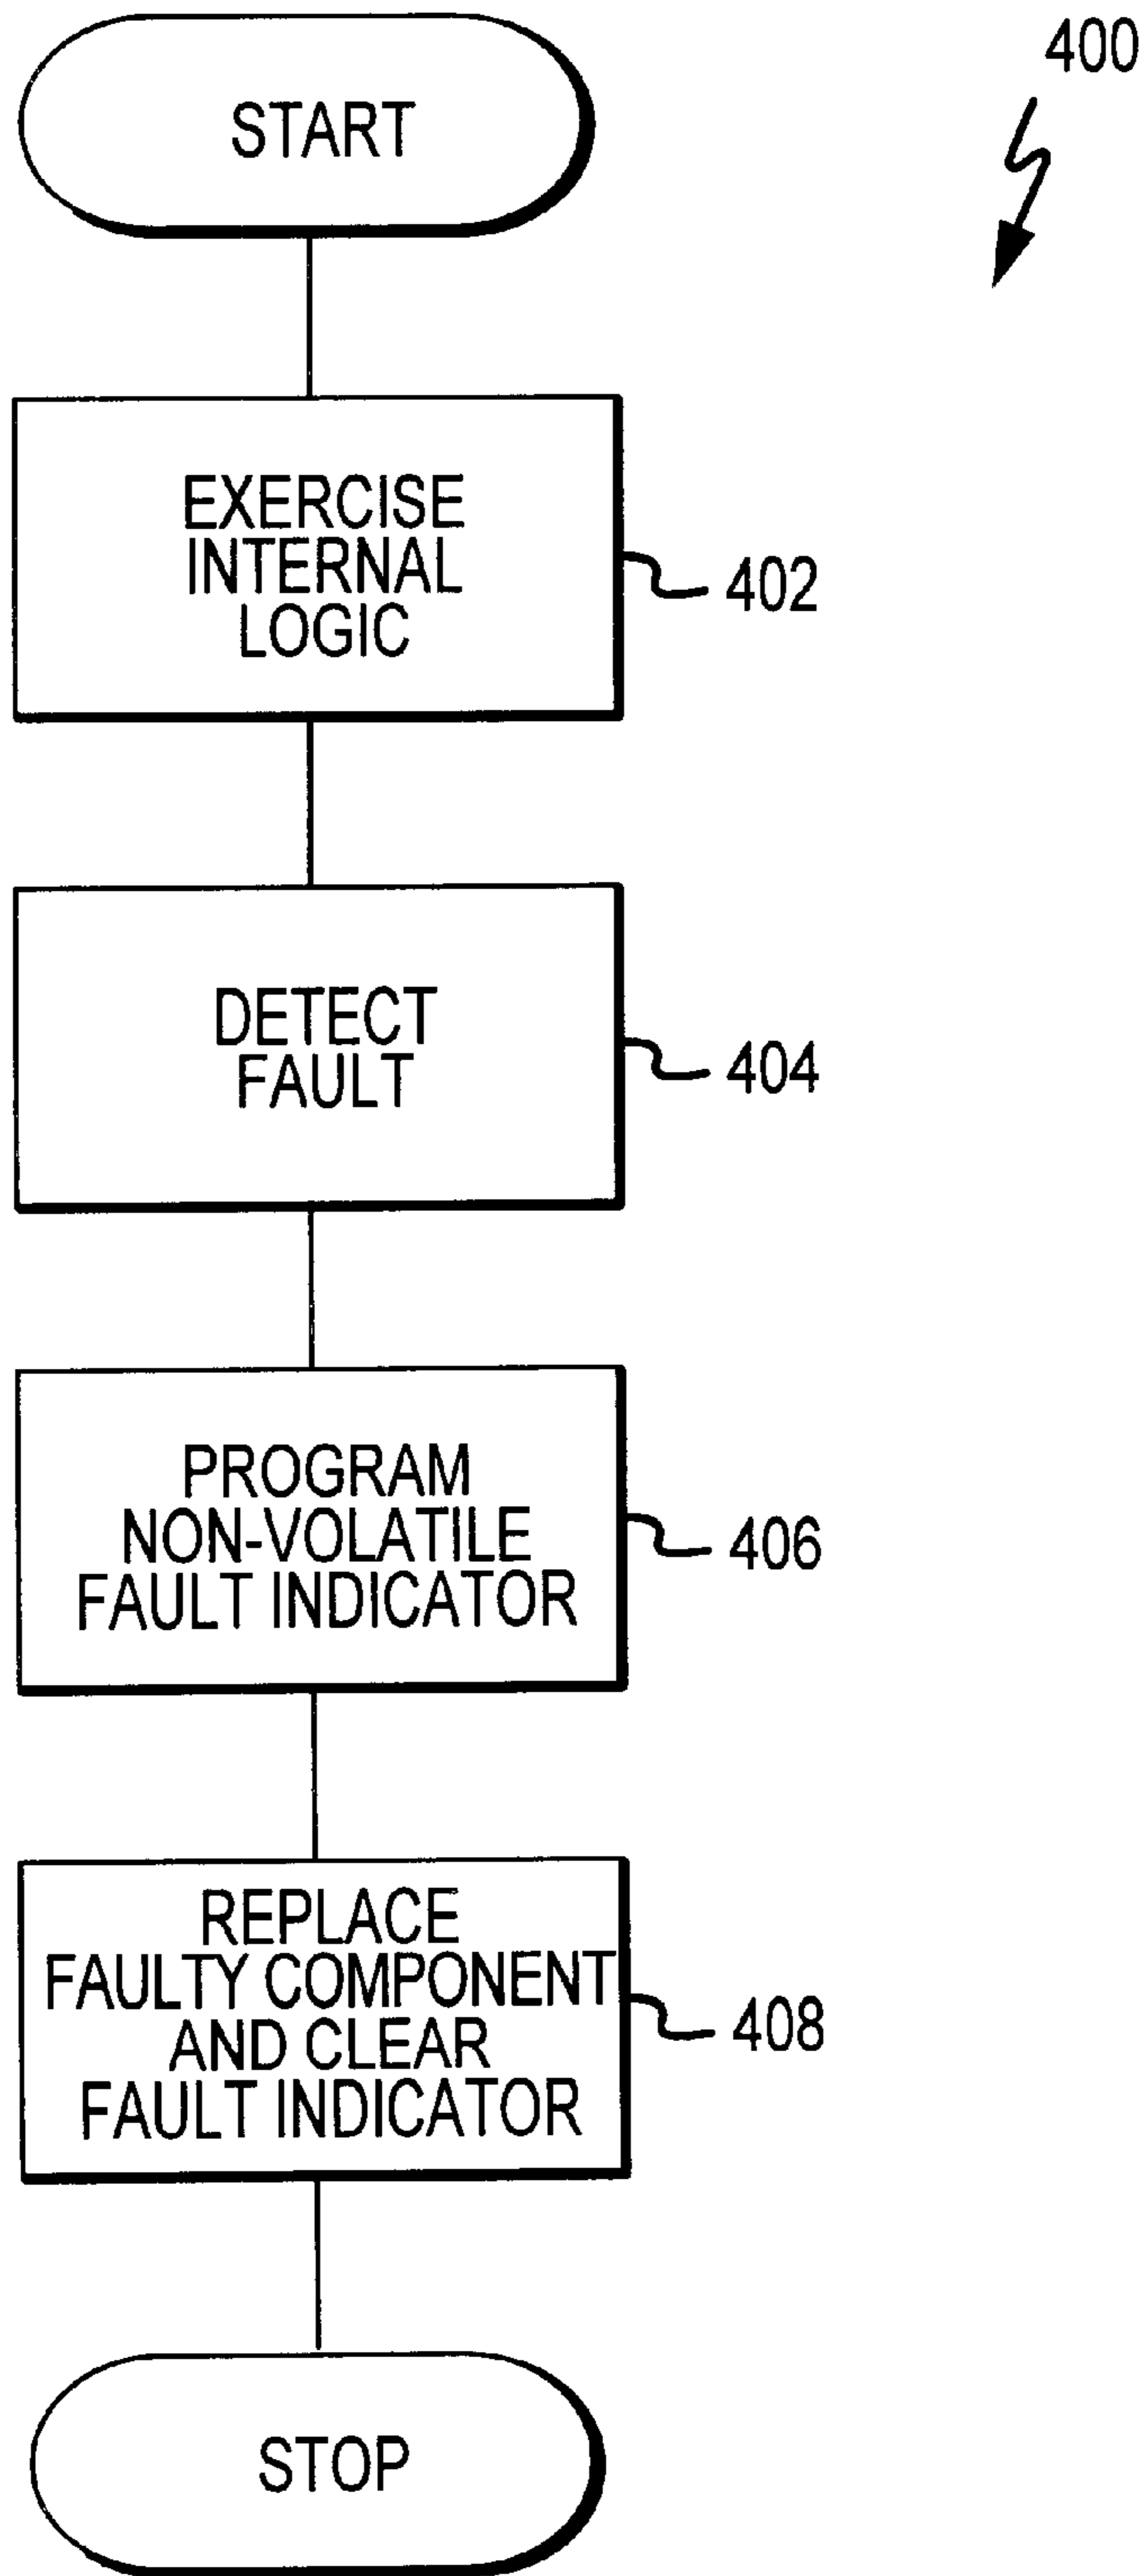 400
START
EXERCISE
INTERNAL
LOGIC
402
DETECT
FAULT
404
PROGRAM
NON-VOLATILE
FAULT INDICATOR
406
REPLACE
FAULTY COMPONENT
AND CLEAR
FAULT INDICATOR
408
STOP